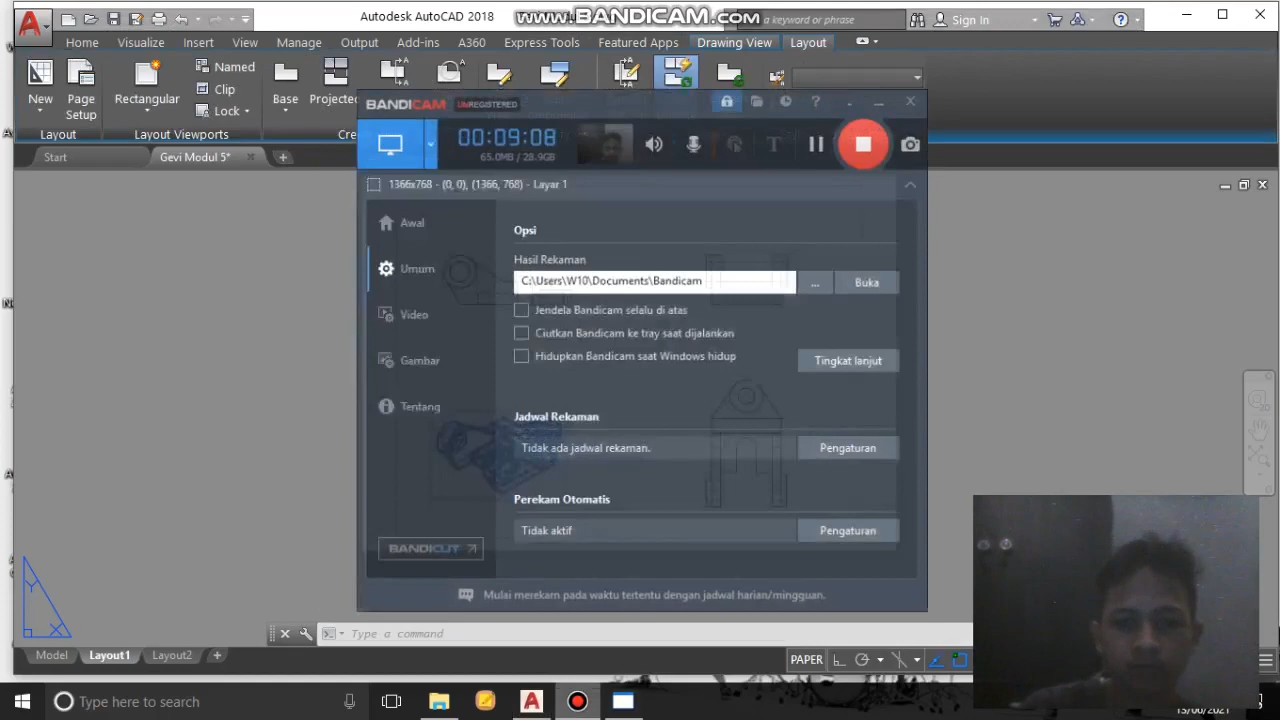 Autodesk AutoCAD 2018
www.BANDICAM.com
a keyword or phrase
Sign In
Home
Visualize
Insert
View
Manage
Output
Add-ins
A360
Express Tools
Featured Apps
Drawing View
Layout
New
Page
Setup
Rectangular
Named
Clip
Lock
Base
Layout
Layout Viewports
BANDICAM
UNREGISTERED
00:09:08
65.0MB / 28.9GB
Start
Gevi Modul 5*
1366x768 - (0, 0), (1366, 768) - Layar 1
Awal
Umum
Video
Gambar
Tentang
BANDICUT
Opsi
Hasil Rekaman
C:\Users\W10\Documents\Bandicam
...
Buka
Jendela Bandicam selalu di atas
Ciutkan Bandicam ke tray saat dijalankan
Hidupkan Bandicam saat Windows hidup
Tingkat lanjut
Jadwal Rekaman
Tidak ada jadwal rekaman.
Pengaturan
Perekam Otomatis
Tidak aktif
Pengaturan
Mulai merekam pada waktu tertentu dengan jadwal harian/mingguan.
Y
X
Type a command
Model
Layout1
Layout2
PAPER
Type here to search